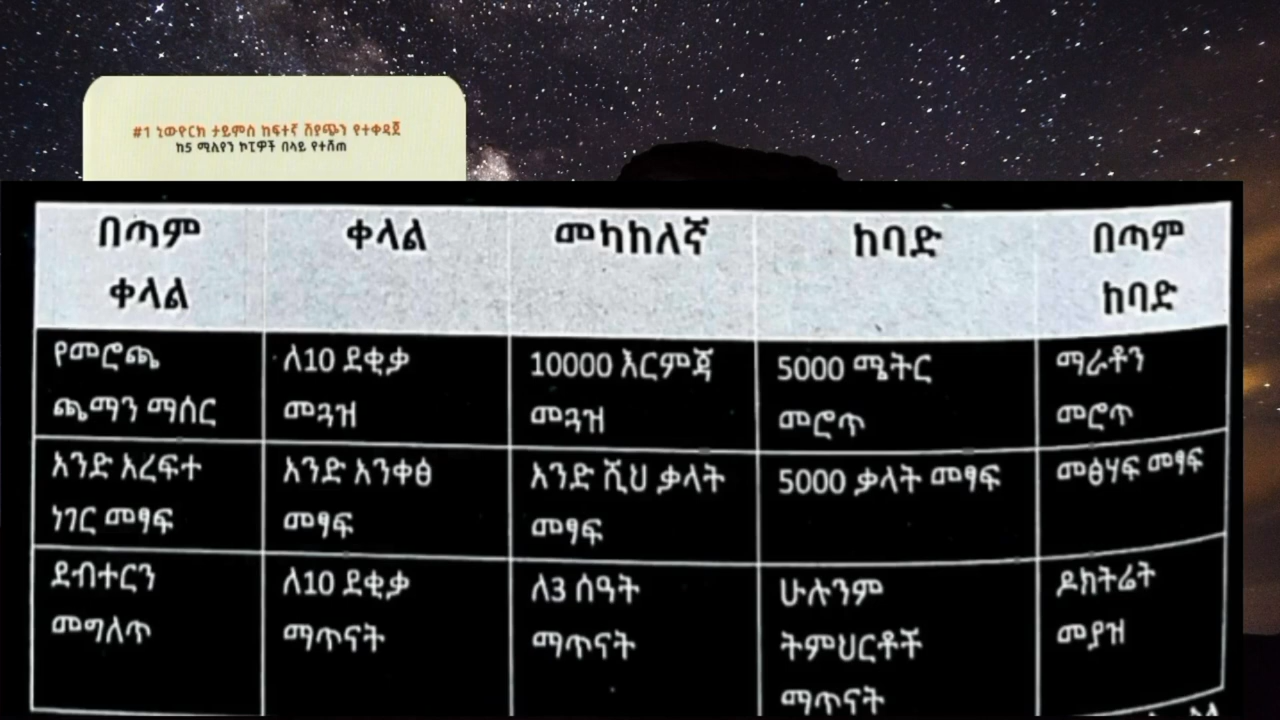 #1 ኒውዮርክ ታይምስ ከፍተኛ ሽያጭን የተቀዳጀ
ከ5 ሚሊየን ኮፒዎች በላይ የተሸጠ
በጣም ቀላል
ቀላል
መካከለኛ
ከባድ
በጣም ከባድ
የመሮጫ ጫማን ማሰር
ለ10 ደቂቃ መጓዝ
10000 እርምጃ መጓዝ
5000 ሜትር መሮጥ
ማራቶን መሮጥ
አንድ አረፍተ ነገር መፃፍ
አንድ አንቀፅ መፃፍ
አንድ ሺህ ቃላት መፃፍ
5000 ቃላት መፃፍ
መፅሃፍ መፃፍ
ደብተርን መግለጥ
ለ10 ደቂቃ ማጥናት
ለ3 ሰዓት ማጥናት
ሁሉንም ትምህርቶች ማጥናት
ዶክትሬት መያዝ